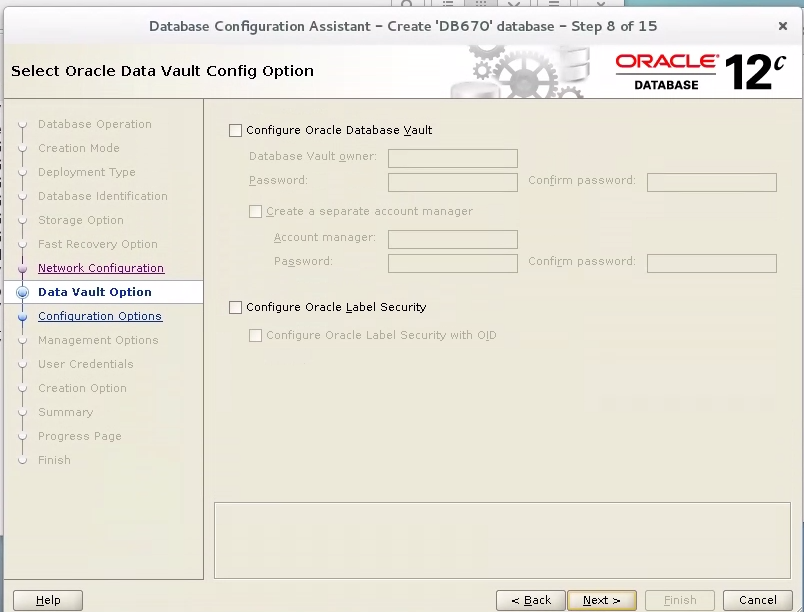 Database Configuration Assistant – Create 'DB670' database – Step 8 of 15
Select Oracle Data Vault Config Option
ORACLE
DATABASE
12c
Database Operation
Creation Mode
Deployment Type
Database Identification
Storage Option
Fast Recovery Option
Network Configuration
Data Vault Option
Configuration Options
Management Options
User Credentials
Creation Option
Summary
Progress Page
Finish
Configure Oracle Database Vault
Database Vault owner:
Password: Confirm password:
Create a separate account manager
Account manager:
Password: Confirm password:
Configure Oracle Label Security
Configure Oracle Label Security with OID
Help < Back Next > Finish Cancel